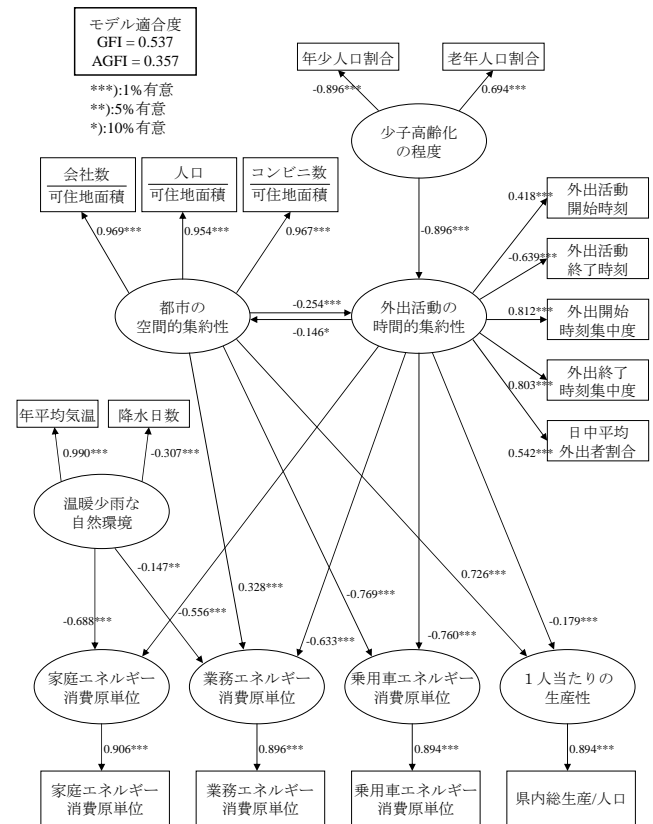 モデル適合度
GFI = 0.537
AGFI = 0.357
***):1%有意
**):5%有意
*):10%有意
年少人口割合
老年人口割合
-0.896***
0.694***
少子高齢化
の程度
会社数
可住地面積
人口
可住地面積
コンビニ数
可住地面積
0.969***
0.954***
0.967***
-0.896***
0.418***
外出活動
開始時刻
-0.639***
外出活動
終了時刻
都市の
空間的集約性
-0.254***
-0.146*
外出活動の
時間的集約性
0.812***
外出開始
時刻集中度
0.803***
外出終了
時刻集中度
0.542***
日中平均
外出者割合
年平均気温
降水日数
0.990***
-0.307***
温暖少雨な
自然環境
-0.147**
-0.556***
0.328***
-0.769***
0.726***
-0.688***
-0.633***
-0.760***
-0.179***
家庭エネルギー
消費原単位
業務エネルギー
消費原単位
乗用車エネルギー
消費原単位
1人当たりの
生産性
0.906***
0.896***
0.894***
0.894***
家庭エネルギー
消費原単位
業務エネルギー
消費原単位
乗用車エネルギー
消費原単位
県内総生産/人口